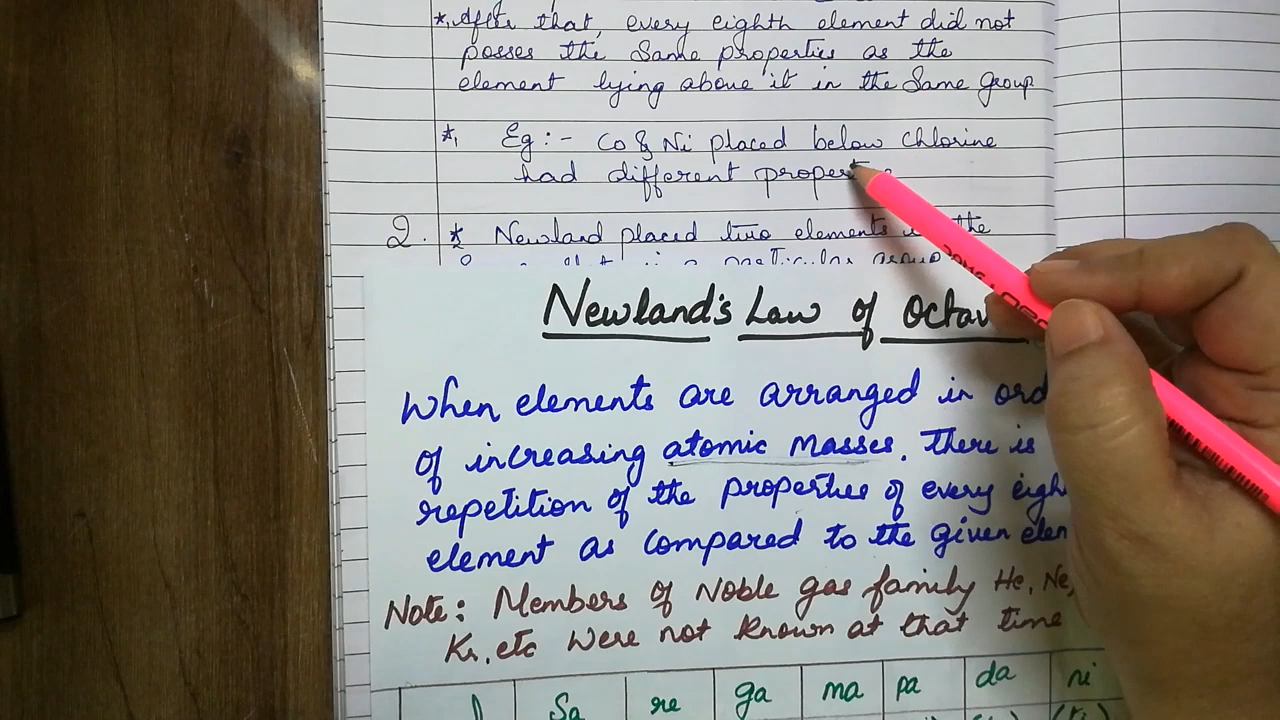 *, After that, every eighth element did not
posses the same properties as the
element lying above it in the same group
*, Eg:- Co & Ni placed below chlorine
had different proper
2. * Newland placed two elements the
Newland's Law of Octav
When elements are arranged in ord
of increasing atomic masses, there is
repetition of the properties of every eigh
element as compared to the given elem
Note: Members of Noble gas family He, Ne,
Kr, etc were not known at that time
Sa re ga ma pa da ni